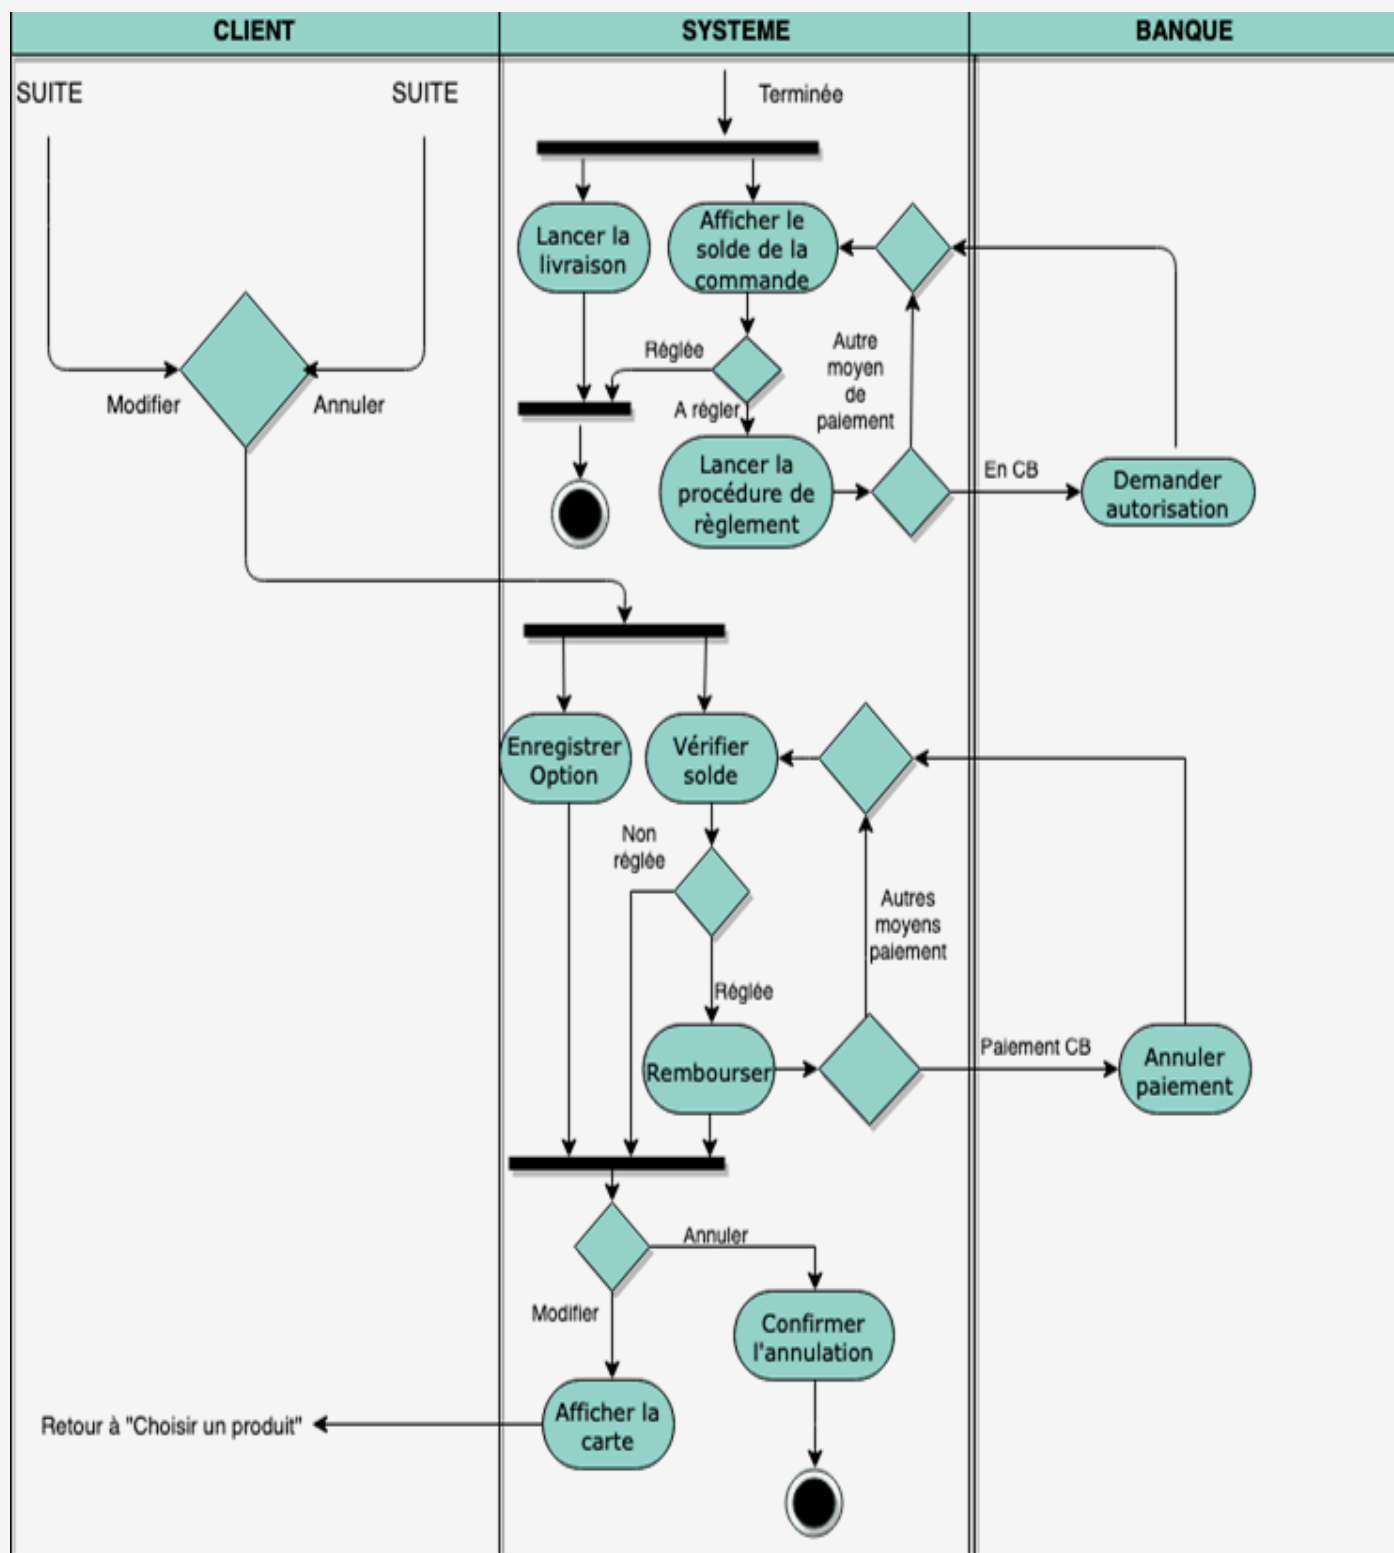 CLIENT
SYSTEME
BANQUE
SUITE
SUITE
Terminée
Lancer la
livraison
Afficher le
solde de la
commande
Réglée
Autre
moyen
de
paiement
Modifier
Annuler
A régler
Lancer la
procédure de
règlement
En CB
Demander
autorisation
Enregistrer
Option
Vérifier
solde
Non
réglée
Autres
moyens
paiement
Réglée
Rembourser
Paiement CB
Annuler
paiement
Annuler
Modifier
Confirmer
l'annulation
Afficher la
carte
Retour à "Choisir un produit"